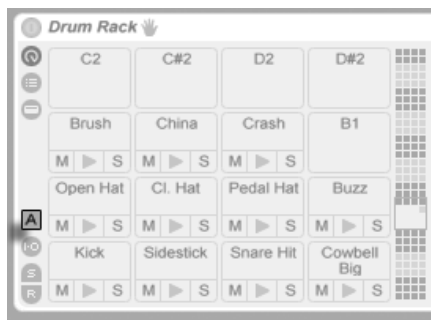 Drum Rack
C2 C#2 D2 D#2
Brush China Crash B1
M S M S M S
Open Hat Cl. Hat Pedal Hat Buzz
A
M S M S M S M S
I·O
Kick Sidestick Snare Hit Cowbell
Big
S
R
M S M S M S M S